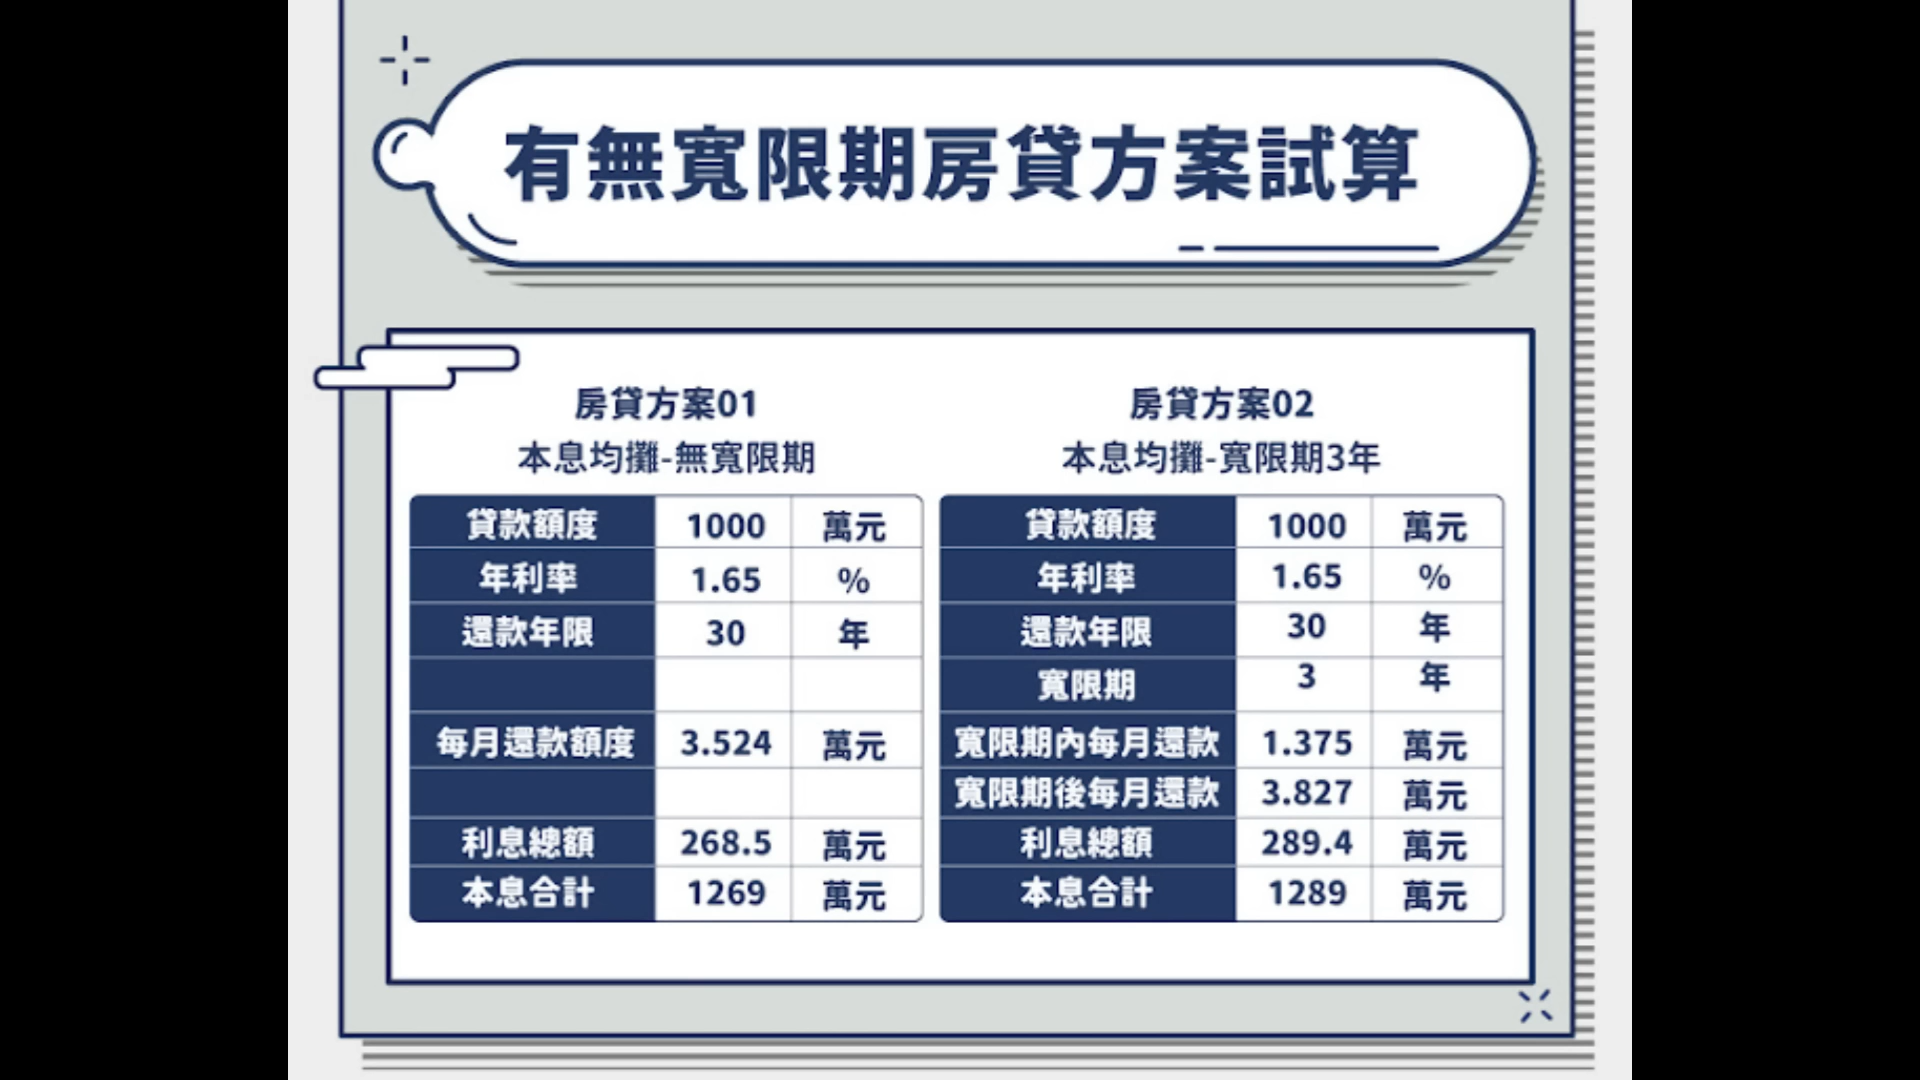 有無寬限期房貸方案試算
房貸方案01
本息均攤-無寬限期
貸款額度 1000 萬元
年利率 1.65 %
還款年限 30 年
每月還款額度 3.524 萬元
利息總額 268.5 萬元
本息合計 1269 萬元
房貸方案02
本息均攤-寬限期3年
貸款額度 1000 萬元
年利率 1.65 %
還款年限 30 年
寬限期 3 年
寬限期內每月還款 1.375 萬元
寬限期後每月還款 3.827 萬元
利息總額 289.4 萬元
本息合計 1289 萬元